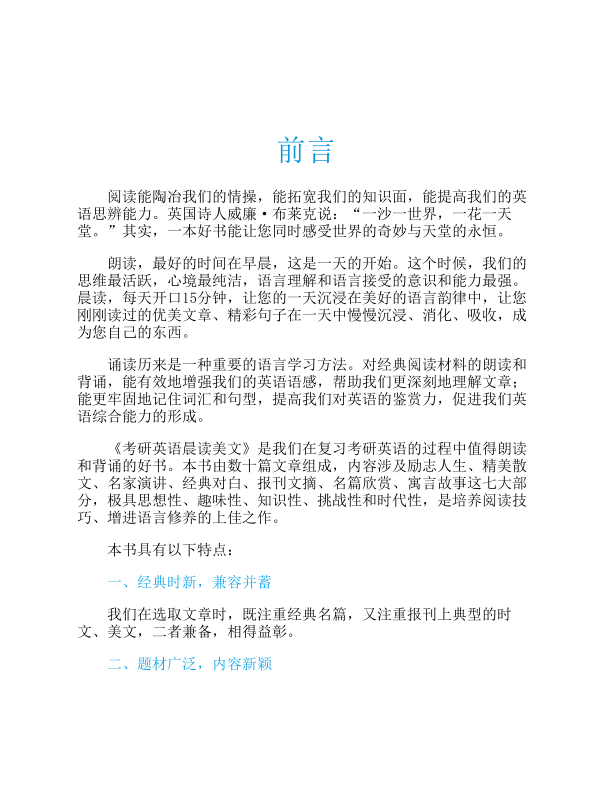 前言
阅读能陶冶我们的情操，能拓宽我们的知识面，能提高我们的英
语思辨能力。英国诗人威廉·布莱克说：“一沙一世界，一花一天
堂。”其实，一本好书能让您同时感受世界的奇妙与天堂的永恒。
朗读，最好的时间在早晨，这是一天的开始。这个时候，我们的
思维最活跃，心境最纯洁，语言理解和语言接受的意识和能力最强。
晨读，每天开口15分钟，让您的一天沉浸在美好的语言韵律中，让您
刚刚读过的优美文章、精彩句子在一天中慢慢沉浸、消化、吸收，成
为您自己的东西。
诵读历来是一种重要的语言学习方法。对经典阅读材料的朗读和
背诵，能有效地增强我们的英语语感，帮助我们更深刻地理解文章；
能更牢固地记住词汇和句型，提高我们对英语的鉴赏力，促进我们英
语综合能力的形成。
《考研英语晨读美文》是我们在复习考研英语的过程中值得朗读
和背诵的好书。本书由数十篇文章组成，内容涉及励志人生、精美散
文、名家演讲、经典对白、报刊文摘、名篇欣赏、寓言故事这七大部
分，极具思想性、趣味性、知识性、挑战性和时代性，是培养阅读技
巧、增进语言修养的上佳之作。
本书具有以下特点：
一、经典时新，兼容并蓄
我们在选取文章时，既注重经典名篇，又注重报刊上典型的时
文、美文，二者兼备，相得益彰。
二、题材广泛，内容新颖